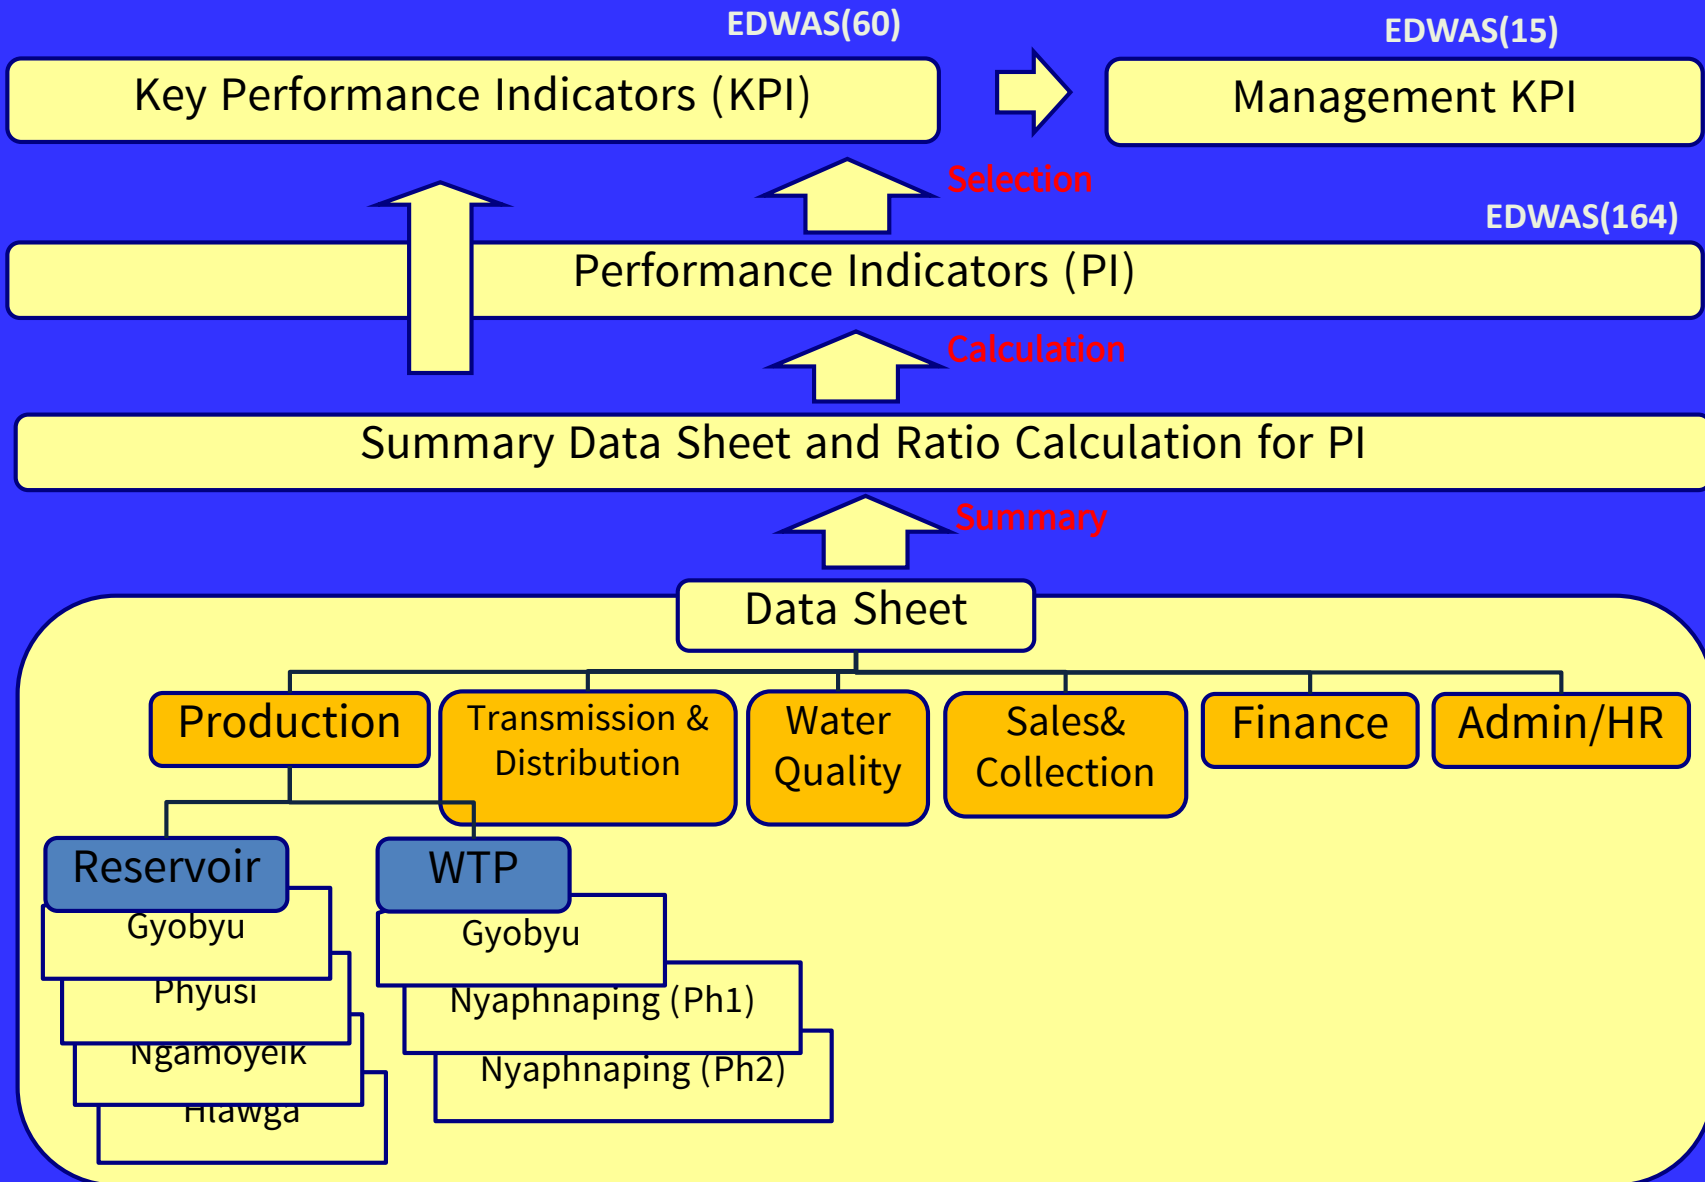 EDWAS(60)
EDWAS(15)
Key Performance Indicators (KPI)
Management KPI
Selection
EDWAS(164)
Performance Indicators (PI)
Calculation
Summary Data Sheet and Ratio Calculation for PI
Summary
Data Sheet
Production
Transmission &
Distribution
Water
Quality
Sales&
Collection
Finance
Admin/HR
Reservoir
WTP
Gyobyu
Phyusi
Ngamoyeik
Hlawga
Gyobyu
Nyaphnaping (Ph1)
Nyaphnaping (Ph2)